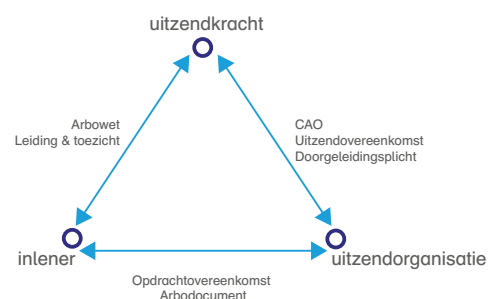 uitzendkracht
Arbowet
Leiding & toezicht
CAO
Uitzendovereenkomst
Doorgeleidingsplicht
inlener
uitzendorganisatie
Opdrachtovereenkomst
Arbodocument